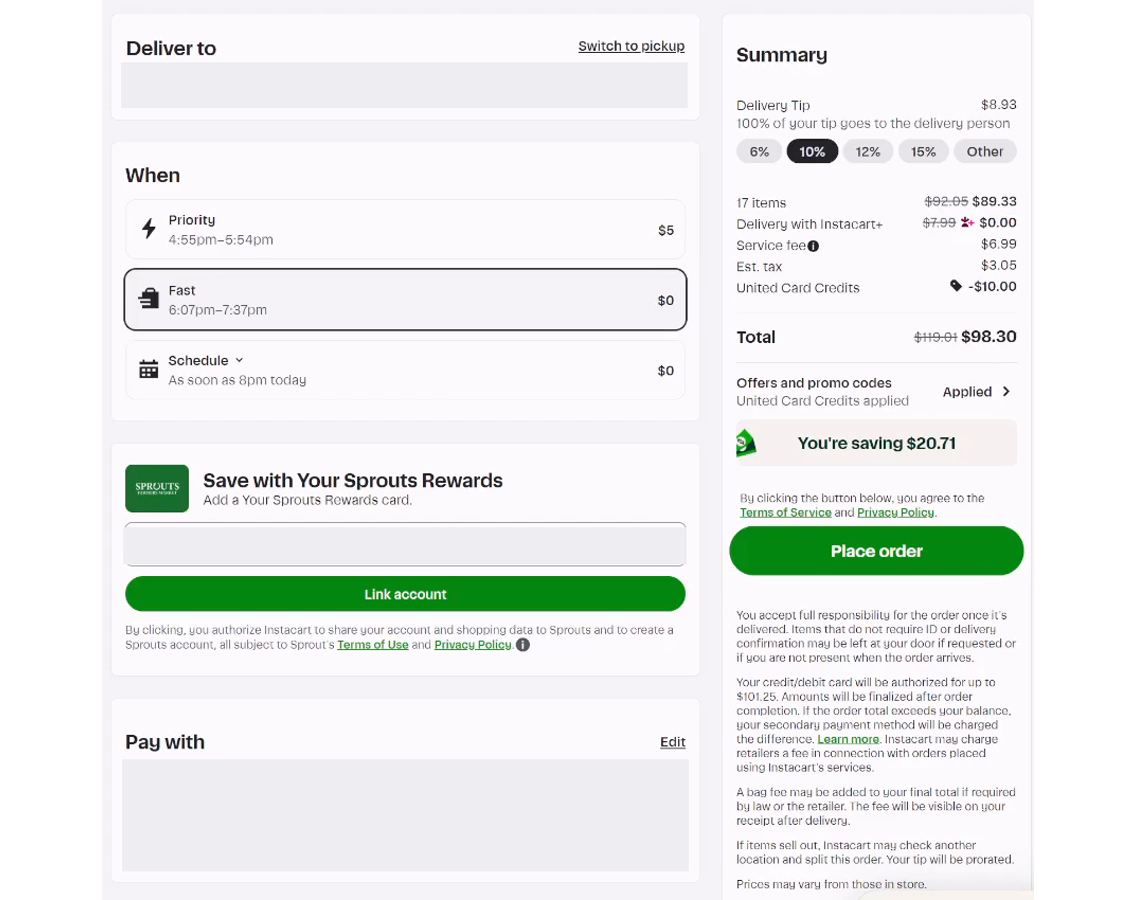 Deliver to
Switch to pickup
When
Priority
4:55pm–5:54pm
$5
Fast
6:07pm–7:37pm
$0
Schedule
As soon as 8pm today
$0
SPROUTS
FARMERS MARKET
Save with Your Sprouts Rewards
Add a Your Sprouts Rewards card.
Link account
By clicking, you authorize Instacart to share your account and shopping data to Sprouts and to create a
Sprouts account, all subject to Sprout's Terms of Use and Privacy Policy.
Pay with
Edit
Summary
Delivery Tip $8.93
100% of your tip goes to the delivery person
6% 10% 12% 15% Other
17 items $92.05 $89.33
Delivery with Instacart+ $7.99 $0.00
Service fee $6.99
Est. tax $3.05
United Card Credits -$10.00
Total $119.01 $98.30
Offers and promo codes
United Card Credits applied
Applied
You're saving $20.71
By clicking the button below, you agree to the
Terms of Service and Privacy Policy.
Place order
You accept full responsibility for the order once it's
delivered. Items that do not require ID or delivery
confirmation may be left at your door if requested or
if you are not present when the order arrives.
Your credit/debit card will be authorized for up to
$101.25. Amounts will be finalized after order
completion. If the order total exceeds your balance,
your secondary payment method will be charged
the difference. Learn more. Instacart may charge
retailers a fee in connection with orders placed
using Instacart's services.
A bag fee may be added to your final total if required
by law or the retailer. The fee will be visible on your
receipt after delivery.
If items sell out, Instacart may check another
location and split this order. Your tip will be prorated.
Prices may vary from those in store.